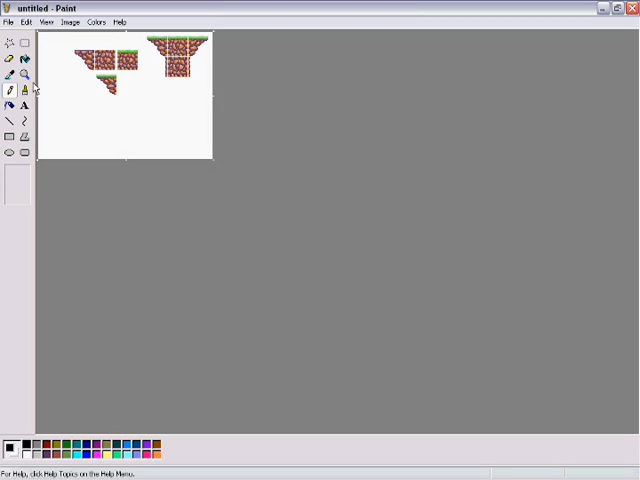 untitled - Paint
File Edit View Image Colors Help
A
For Help, click Help Topics on the Help Menu.